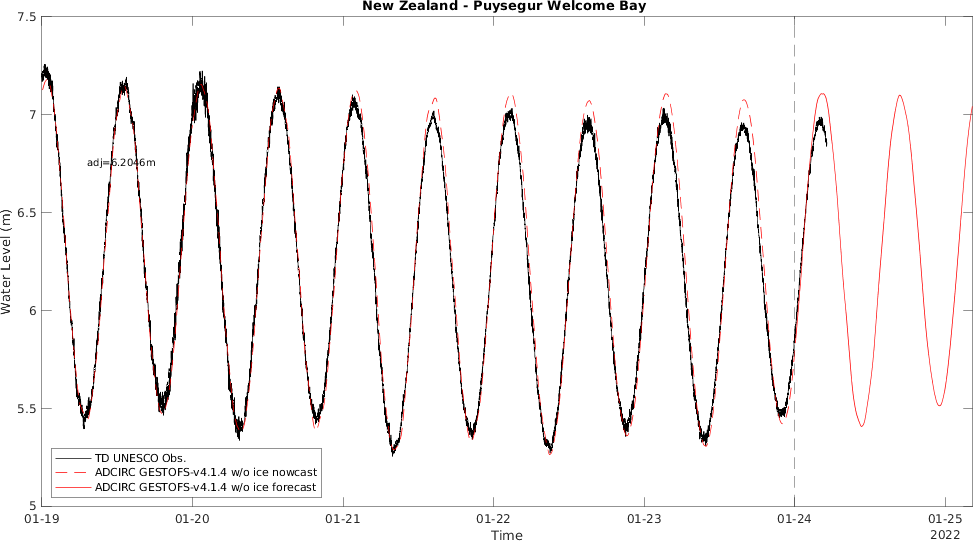 New Zealand - Puysegur Welcome Bay
7.5
7
6.5
6
5.5
5
Water Level (m)
adj=6.2046m
TD UNESCO Obs.
ADCIRC GESTOFS-v4.1.4 w/o ice nowcast
ADCIRC GESTOFS-v4.1.4 w/o ice forecast
01-19 01-20 01-21 01-22 01-23 01-24 01-25
2022
Time